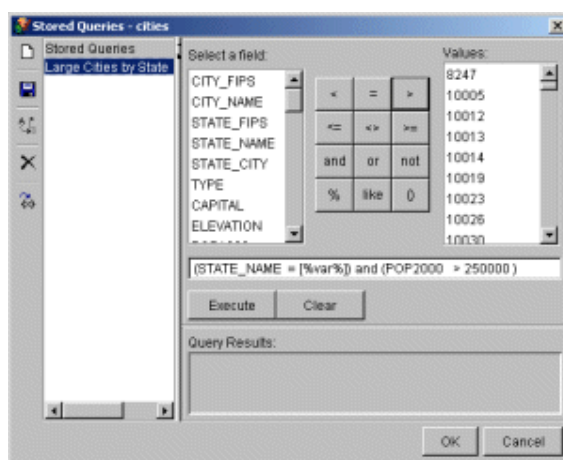 Stored Queries - cities
Stored Queries
Large Cities by State
Select a field:
CITY_FIPS
CITY_NAME
STATE_FIPS
STATE_NAME
STATE_CITY
TYPE
CAPITAL
ELEVATION
< = >
<= <> >=
and or not
% like ()
Values:
8247
10005
10012
10013
10014
10019
10023
10026
10030
(STATE_NAME = [%var%]) and (POP2000 > 250000 )
Execute Clear
Query Results:
OK Cancel